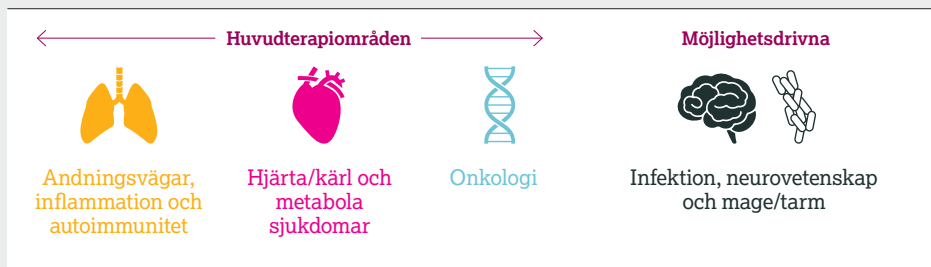 Huvudterapiområden
Möjlighetsdrivna
Andningsvägar,
inflammation och
autoimmunitet
Hjärta/kärl och
metabola
sjukdomar
Onkologi
Infektion, neurovetenskap
och mage/tarm